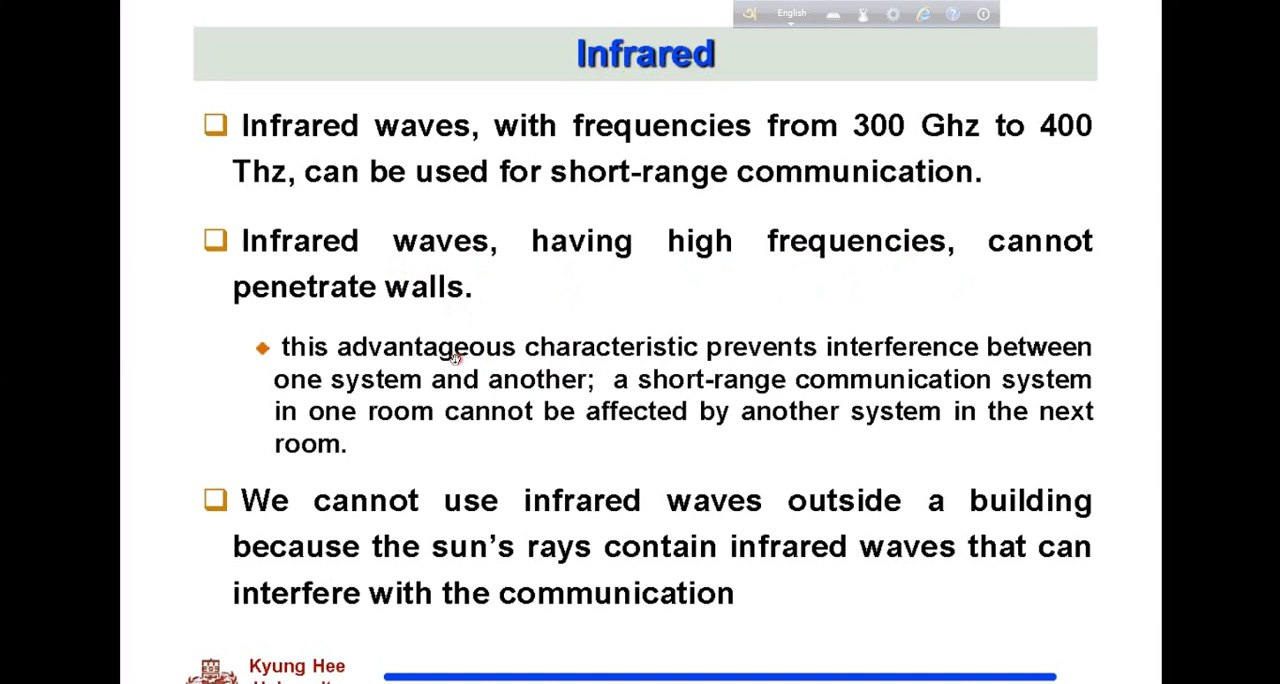 English
Infrared
Infrared waves, with frequencies from 300 Ghz to 400
Thz, can be used for short-range communication.
Infrared waves, having high frequencies, cannot
penetrate walls.
this advantageous characteristic prevents interference between
one system and another; a short-range communication system
in one room cannot be affected by another system in the next
room.
We cannot use infrared waves outside a building
because the sun's rays contain infrared waves that can
interfere with the communication
Kyung Hee